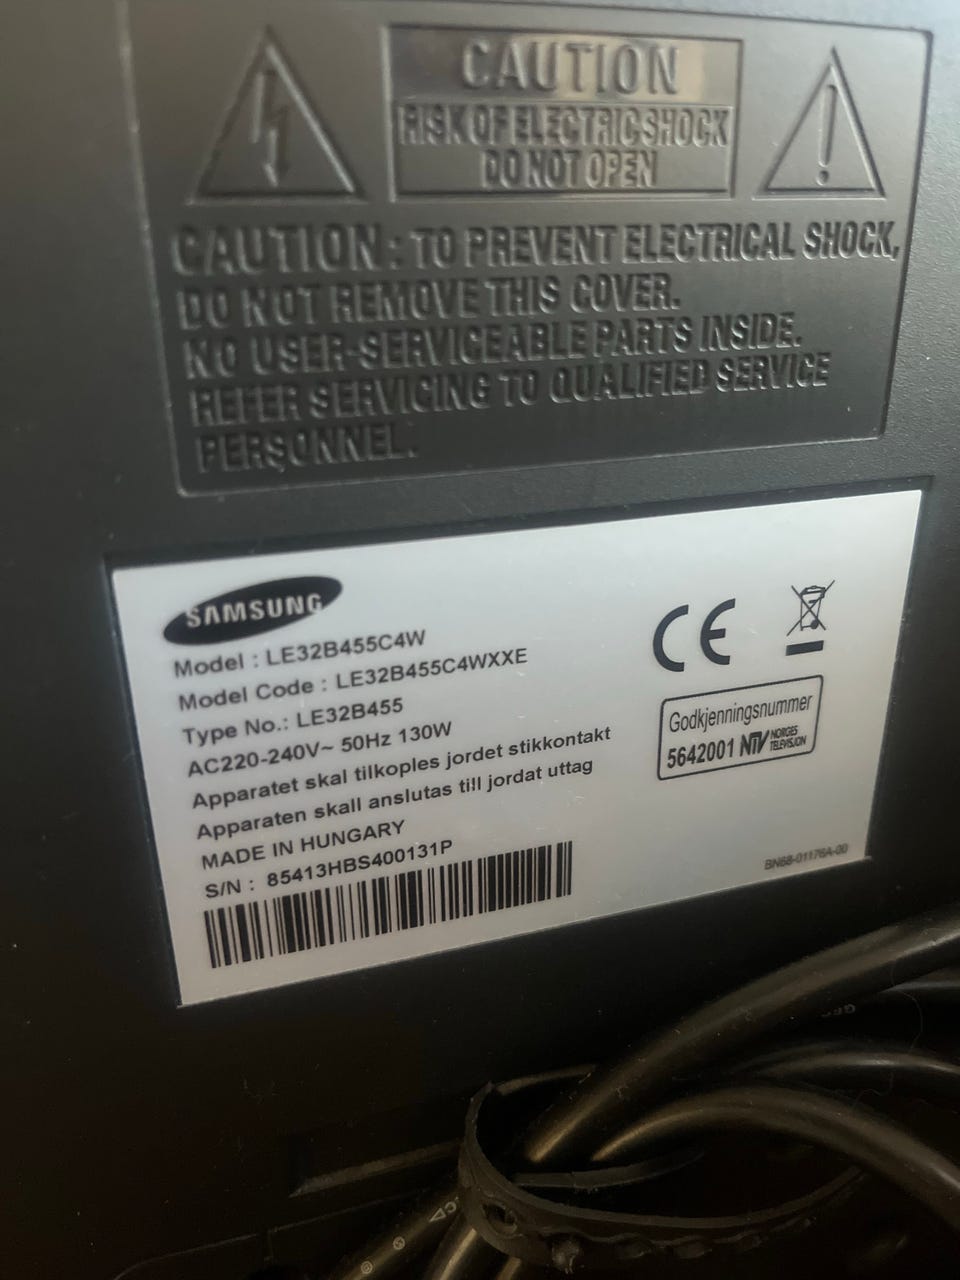 CAUTION
RISK OF ELECTRIC SHOCK
DO NOT OPEN
CAUTION : TO PREVENT ELECTRICAL SHOCK,
DO NOT REMOVE THIS COVER.
NO USER-SERVICEABLE PARTS INSIDE.
REFER SERVICING TO QUALIFIED SERVICE
PERSONNEL.
SAMSUNG
Model : LE32B455C4W
Model Code : LE32B455C4WXXE
Type No.: LE32B455
AC220-240V~ 50Hz 130W
Apparatet skal tilkoples jordet stikkontakt
Apparaten skall anslutas till jordat uttag
MADE IN HUNGARY
S/N : 85413HBS400131P
CE
Godkjenningsnummer
5642001 NTV NORGES TELEVISJON
BN68-01176A-00